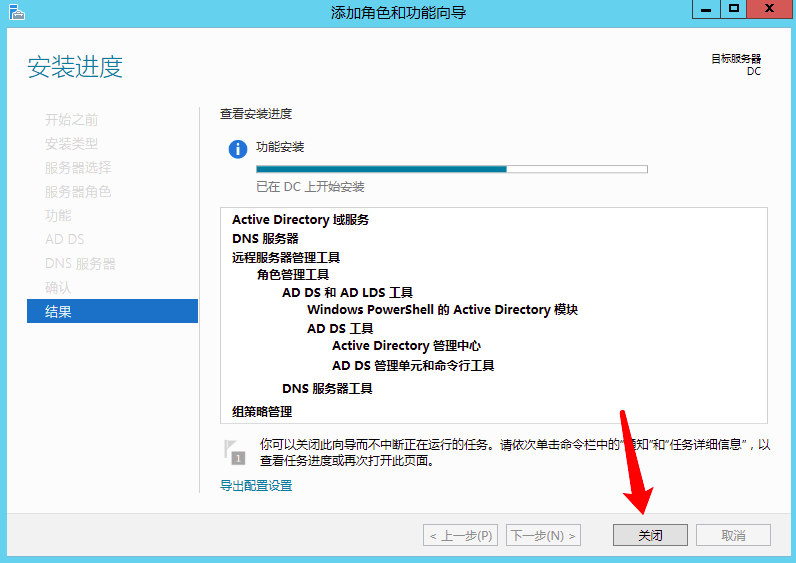 添加角色和功能向导
安装进度
目标服务器
DC
开始之前
安装类型
服务器选择
服务器角色
功能
AD DS
DNS 服务器
确认
结果
查看安装进度
功能安装
已在 DC 上开始安装
Active Directory 域服务
DNS 服务器
远程服务器管理工具
角色管理工具
AD DS 和 AD LDS 工具
Windows PowerShell 的 Active Directory 模块
AD DS 工具
Active Directory 管理中心
AD DS 管理单元和命令行工具
DNS 服务器工具
组策略管理
1
你可以关闭此向导而不中断正在运行的任务。请依次单击命令栏中的“通知”和“任务详细信息”，以
查看任务进度或再次打开此页面。
导出配置设置
< 上一步(P)
下一步(N) >
关闭
取消